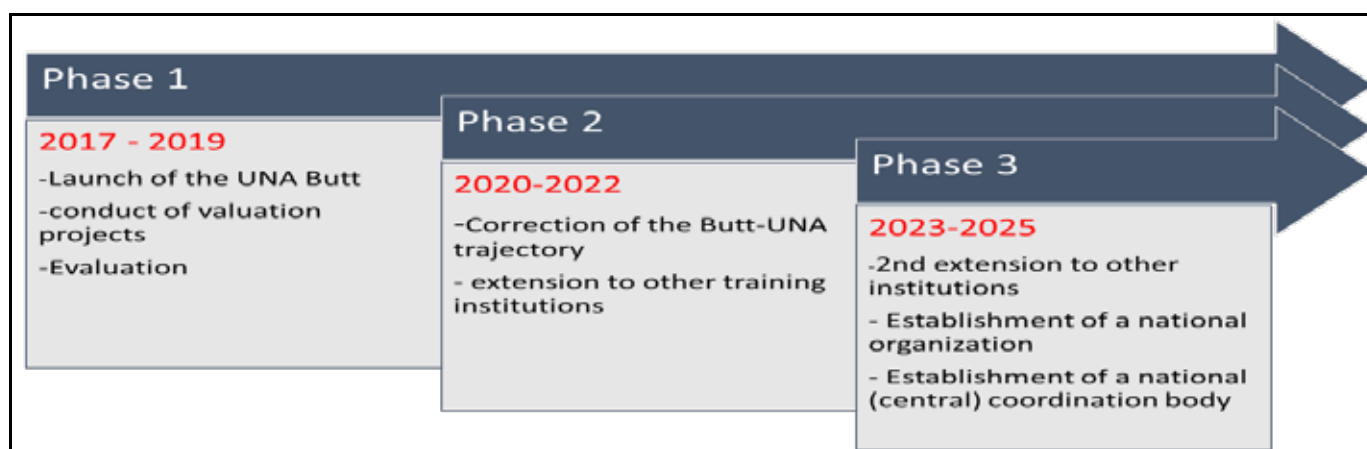 Phase 1
2017 - 2019
-Launch of the UNA Butt
-conduct of valuation
projects
-Evaluation
Phase 2
2020-2022
-Correction of the Butt-UNA
trajectory
- extension to other training
institutions
Phase 3
2023-2025
-2nd extension to other
institutions
- Establishment of a national
organization
- Establishment of a national
(central) coordination body